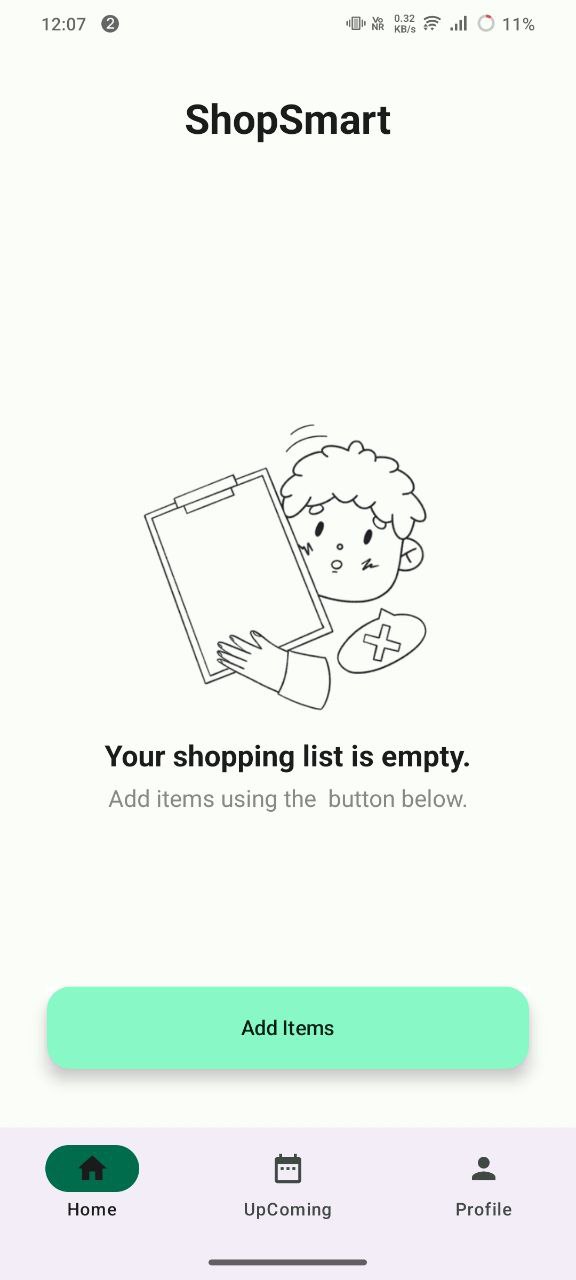 12:07 2 Vo NR 0.32 KB/s 11%
ShopSmart
Your shopping list is empty.
Add items using the  button below.
Add Items
Home UpComing Profile